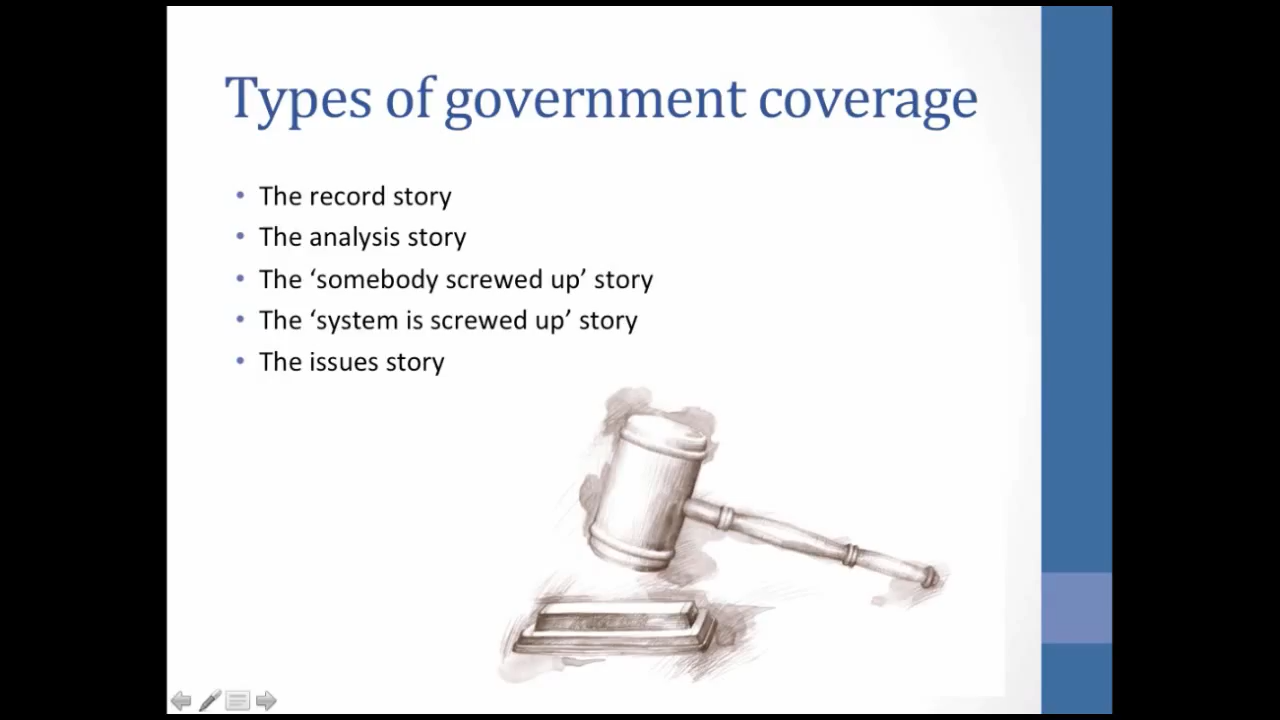 Types of government coverage
• The record story
• The analysis story
• The ‘somebody screwed up’ story
• The ‘system is screwed up’ story
• The issues story